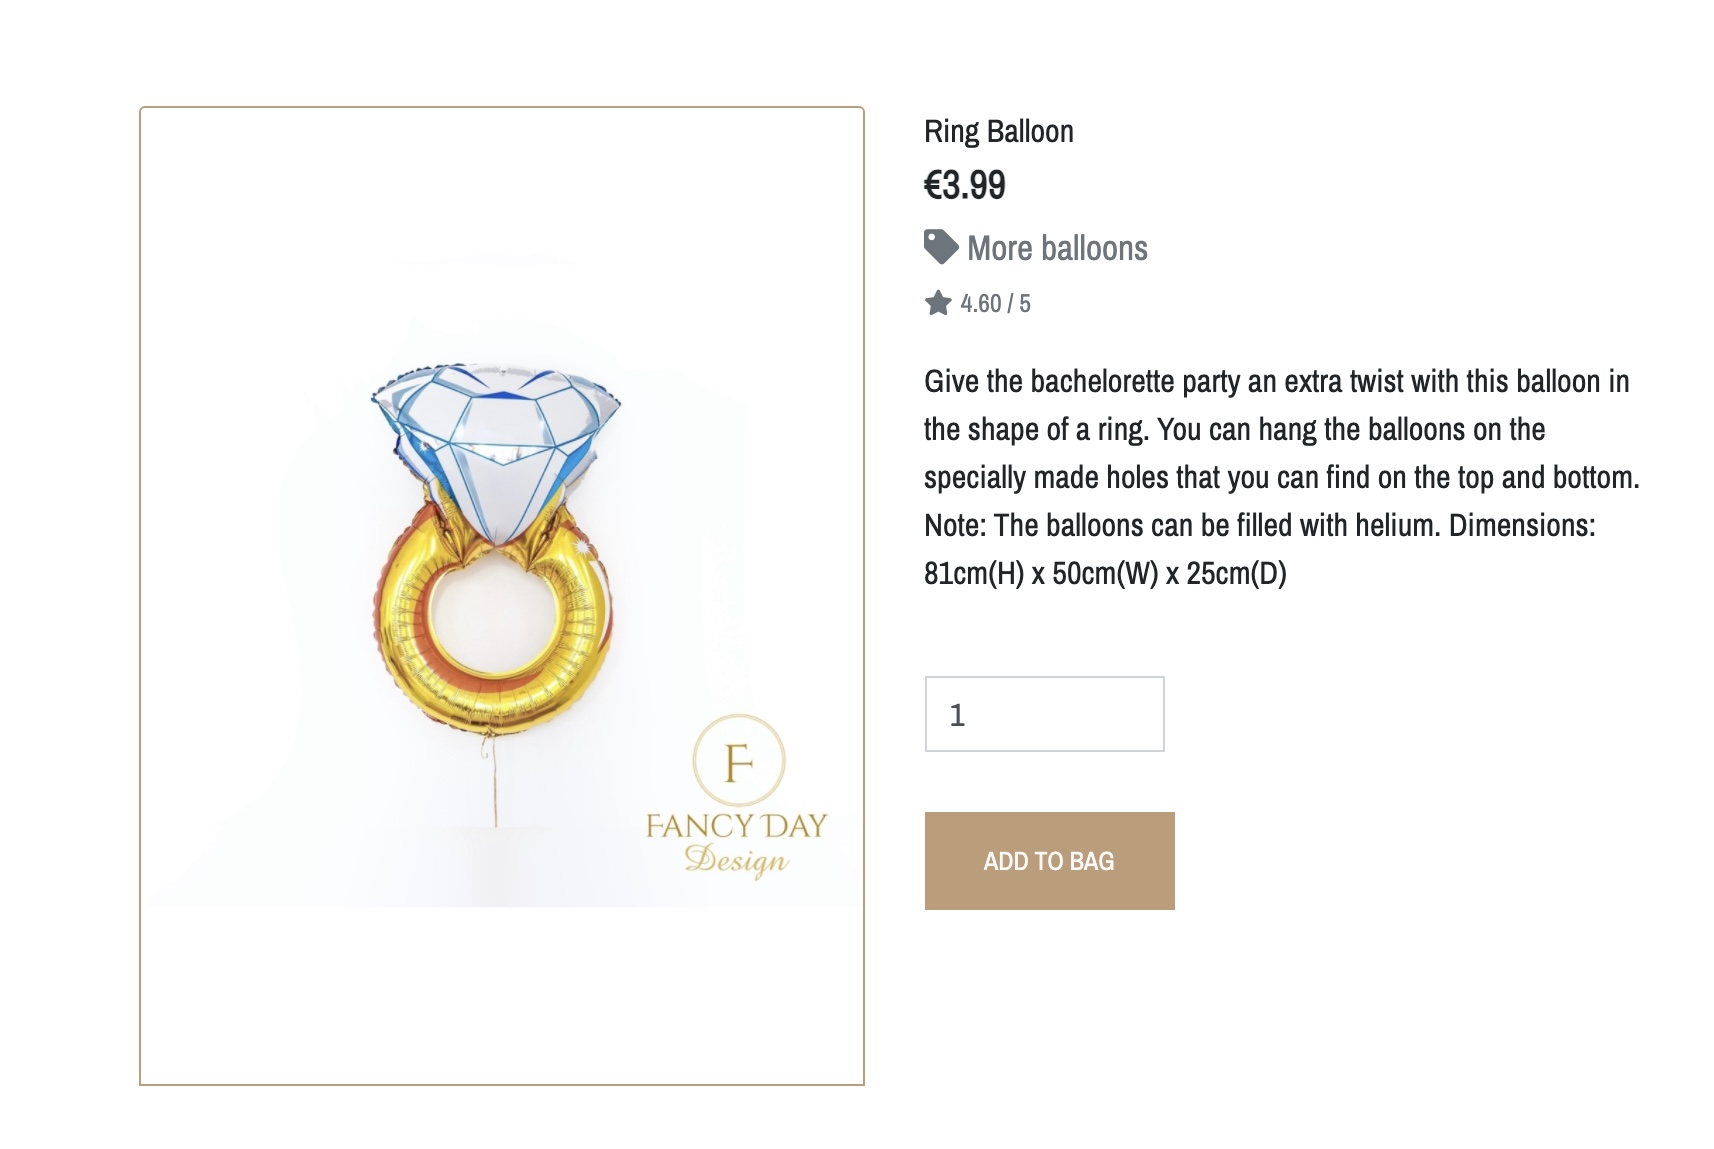 Ring Balloon
€3.99
More balloons
4.60 / 5
Give the bachelorette party an extra twist with this balloon in
the shape of a ring. You can hang the balloons on the
specially made holes that you can find on the top and bottom.
Note: The balloons can be filled with helium. Dimensions:
81cm(H) x 50cm(W) x 25cm(D)
1
ADD TO BAG
F
FANCY DAY
Design